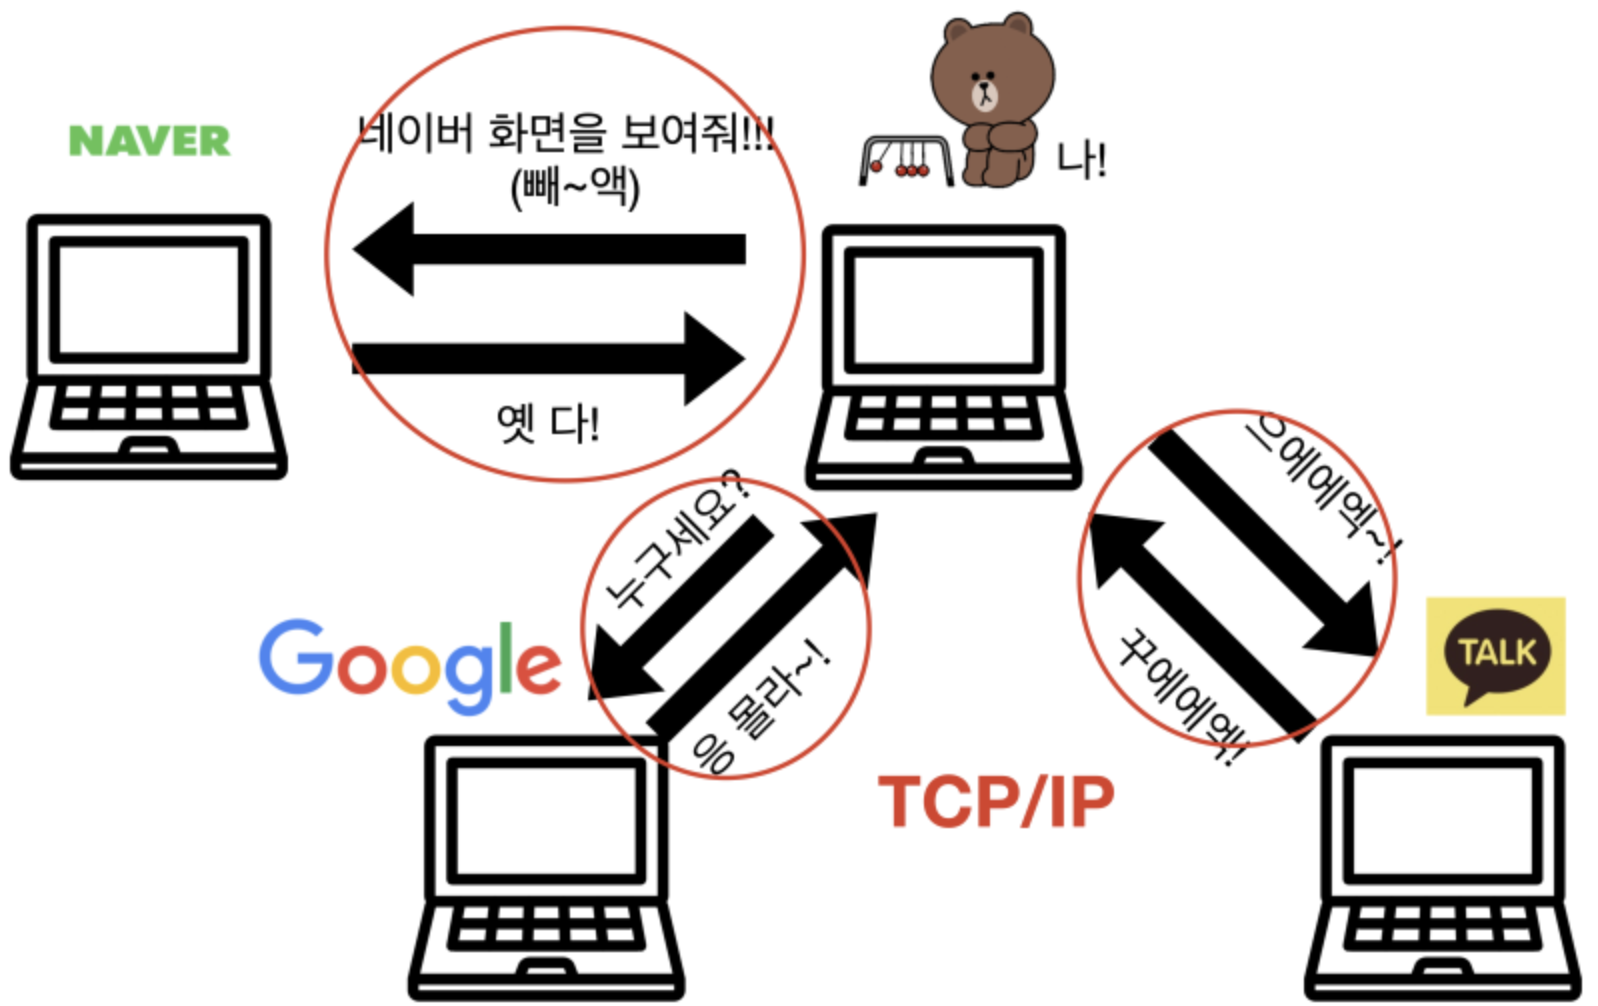 NAVER
네이버 화면을 보여줘!!!
(빼~액)
나!
옛 다!
누구세요?
으에에엑~!
Google
응 몰라~!
꾸에에엑!
TALK
TCP/IP